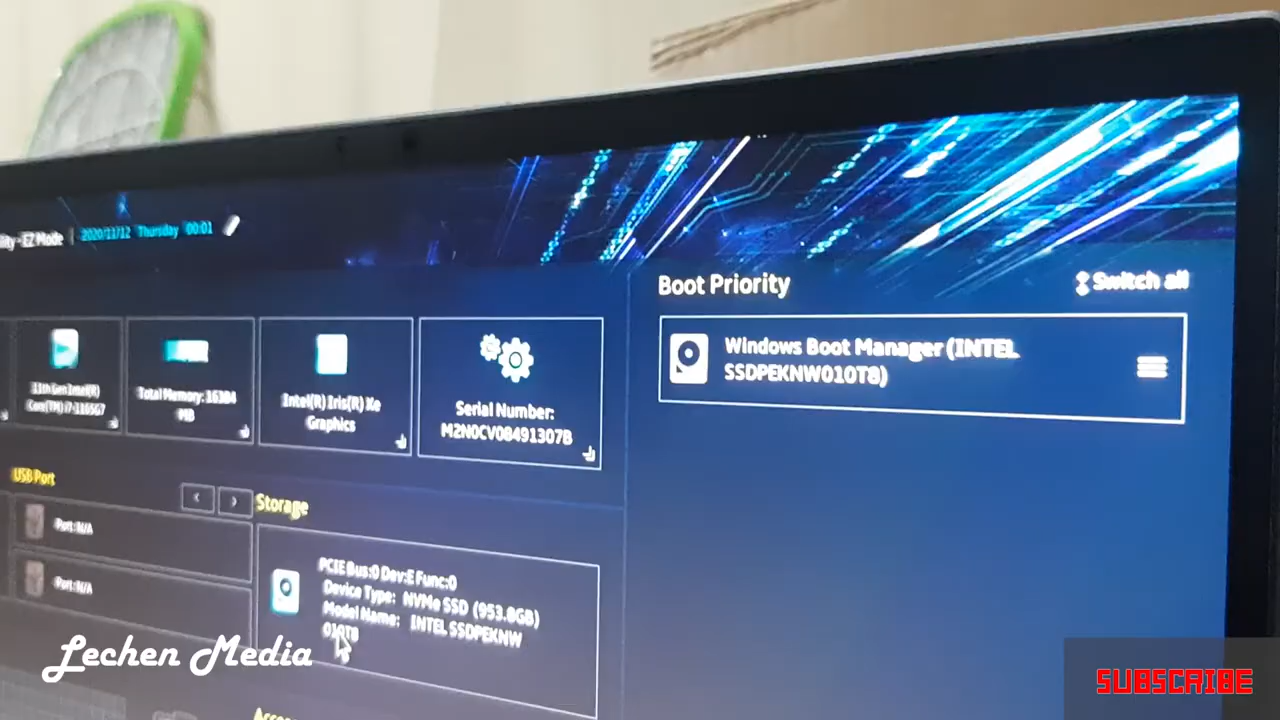 lity - EZ Mode | 2020/11/12 Thursday 00:01
Boot Priority
Switch all
Windows Boot Manager (INTEL
SSDPEKNW010T8)
11th Gen Intel(R)
Core(TM) i7-1165G7
Total Memory: 16384
MB
Intel(R) Iris(R) Xe
Graphics
Serial Number:
M2N0CV08491307B
USB Port
Port: N/A
Port: N/A
Storage
PCIE Bus:0 Dev:E Func:0
Device Type: NVMe SSD (953.8GB)
Model Name: INTEL SSDPEKNW
010T8
Lechen Media
SUBSCRIBE